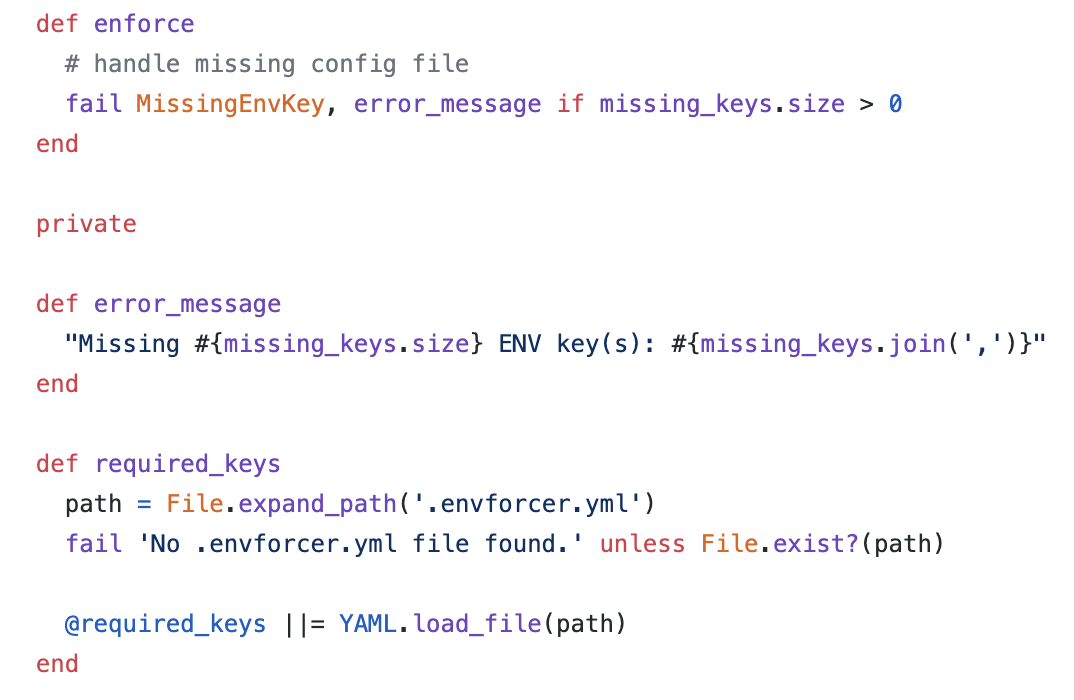 def enforce
  # handle missing config file
  fail MissingEnvKey, error_message if missing_keys.size > 0
end

private

def error_message
  "Missing #{missing_keys.size} ENV key(s): #{missing_keys.join(',')}"
end

def required_keys
  path = File.expand_path('.envforcer.yml')
  fail 'No .envforcer.yml file found.' unless File.exist?(path)

  @required_keys ||= YAML.load_file(path)
end